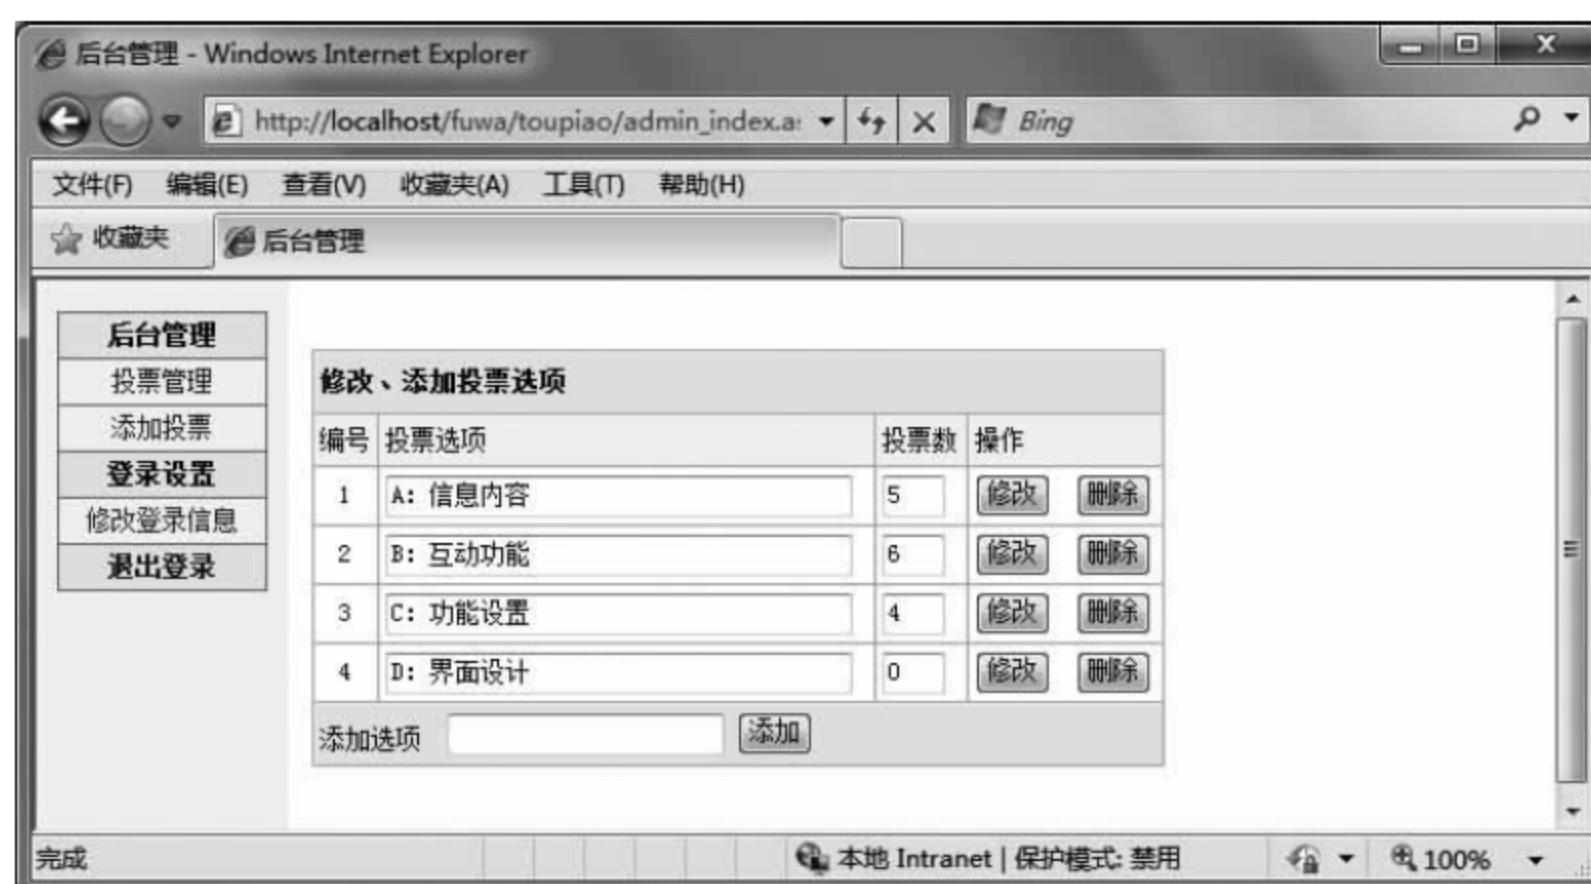 后台管理 - Windows Internet Explorer
http://localhost/fuwa/toupiao/admin_index.a
Bing
文件(F) 编辑(E) 查看(V) 收藏夹(A) 工具(T) 帮助(H)
收藏夹 后台管理
后台管理
投票管理
添加投票
登录设置
修改登录信息
退出登录
修改、添加投票选项
编号 投票选项 投票数 操作
1 A: 信息内容 5 修改 删除
2 B: 互动功能 6 修改 删除
3 C: 功能设置 4 修改 删除
4 D: 界面设计 0 修改 删除
添加选项 添加
完成 本地 Intranet | 保护模式: 禁用 100%